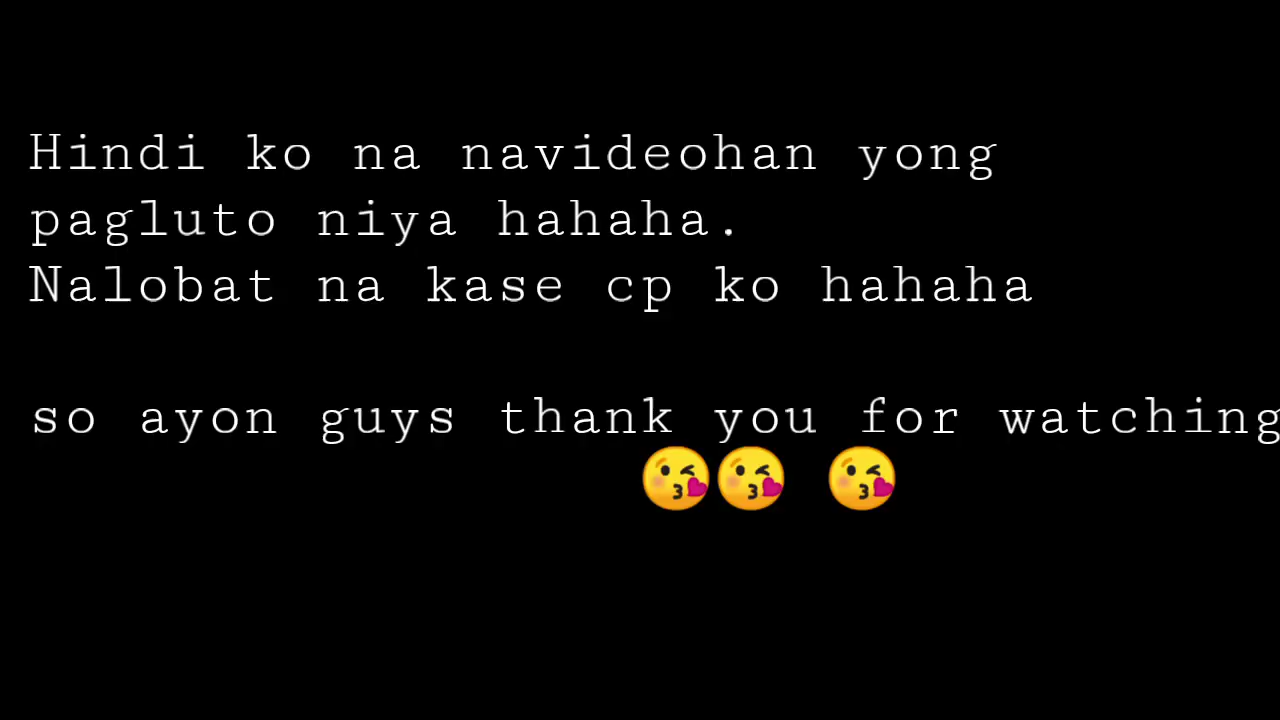 Hindi ko na navideohan yong
pagluto niya hahaha.
Nalobat na kase cp ko hahaha
so ayon guys thank you for watching
😘😘 😘